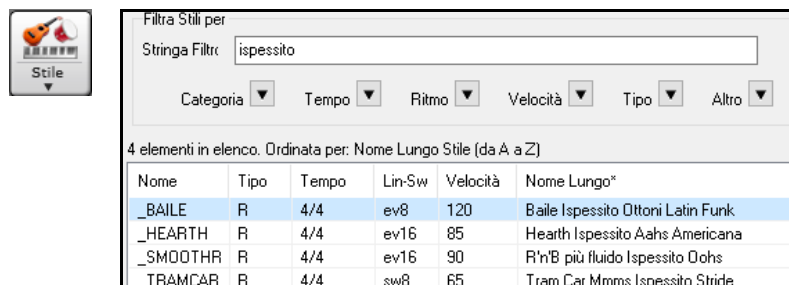 Stile
Filtra Stili per
Stringa Filtro
ispessito
Categoria Tempo Ritmo Velocità Tipo Altro
4 elementi in elenco. Ordinata per: Nome Lungo Stile (da A a Z)
Nome Tipo Tempo Lin-Sw Velocità Nome Lungo*
_BAILE R 4/4 ev8 120 Baile Ispessito Ottoni Latin Funk
_HEARTH R 4/4 ev16 85 Hearth Ispessito Aahs Americana
_SMOOTHR R 4/4 ev16 90 R'n'B più fluido Ispessito Oohs
_TRAMCAR R 4/4 sw8 65 Tram Car Mmms Ispessito Stride